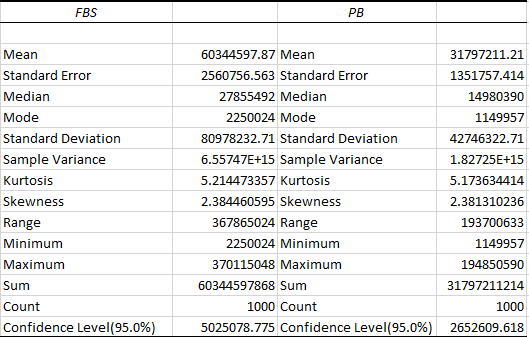 FBS PB
Mean 60344597.87 Mean 31797211.21
Standard Error 2560756.563 Standard Error 1351757.414
Median 27855492 Median 14980390
Mode 2250024 Mode 1149957
Standard Deviation 80978232.71 Standard Deviation 42746322.71
Sample Variance 6.55747E+15 Sample Variance 1.82725E+15
Kurtosis 5.214473357 Kurtosis 5.173634414
Skewness 2.384460595 Skewness 2.381310236
Range 367865024 Range 193700633
Minimum 2250024 Minimum 1149957
Maximum 370115048 Maximum 194850590
Sum 60344597868 Sum 31797211214
Count 1000 Count 1000
Confidence Level(95.0%) 5025078.775 Confidence Level(95.0%) 2652609.618